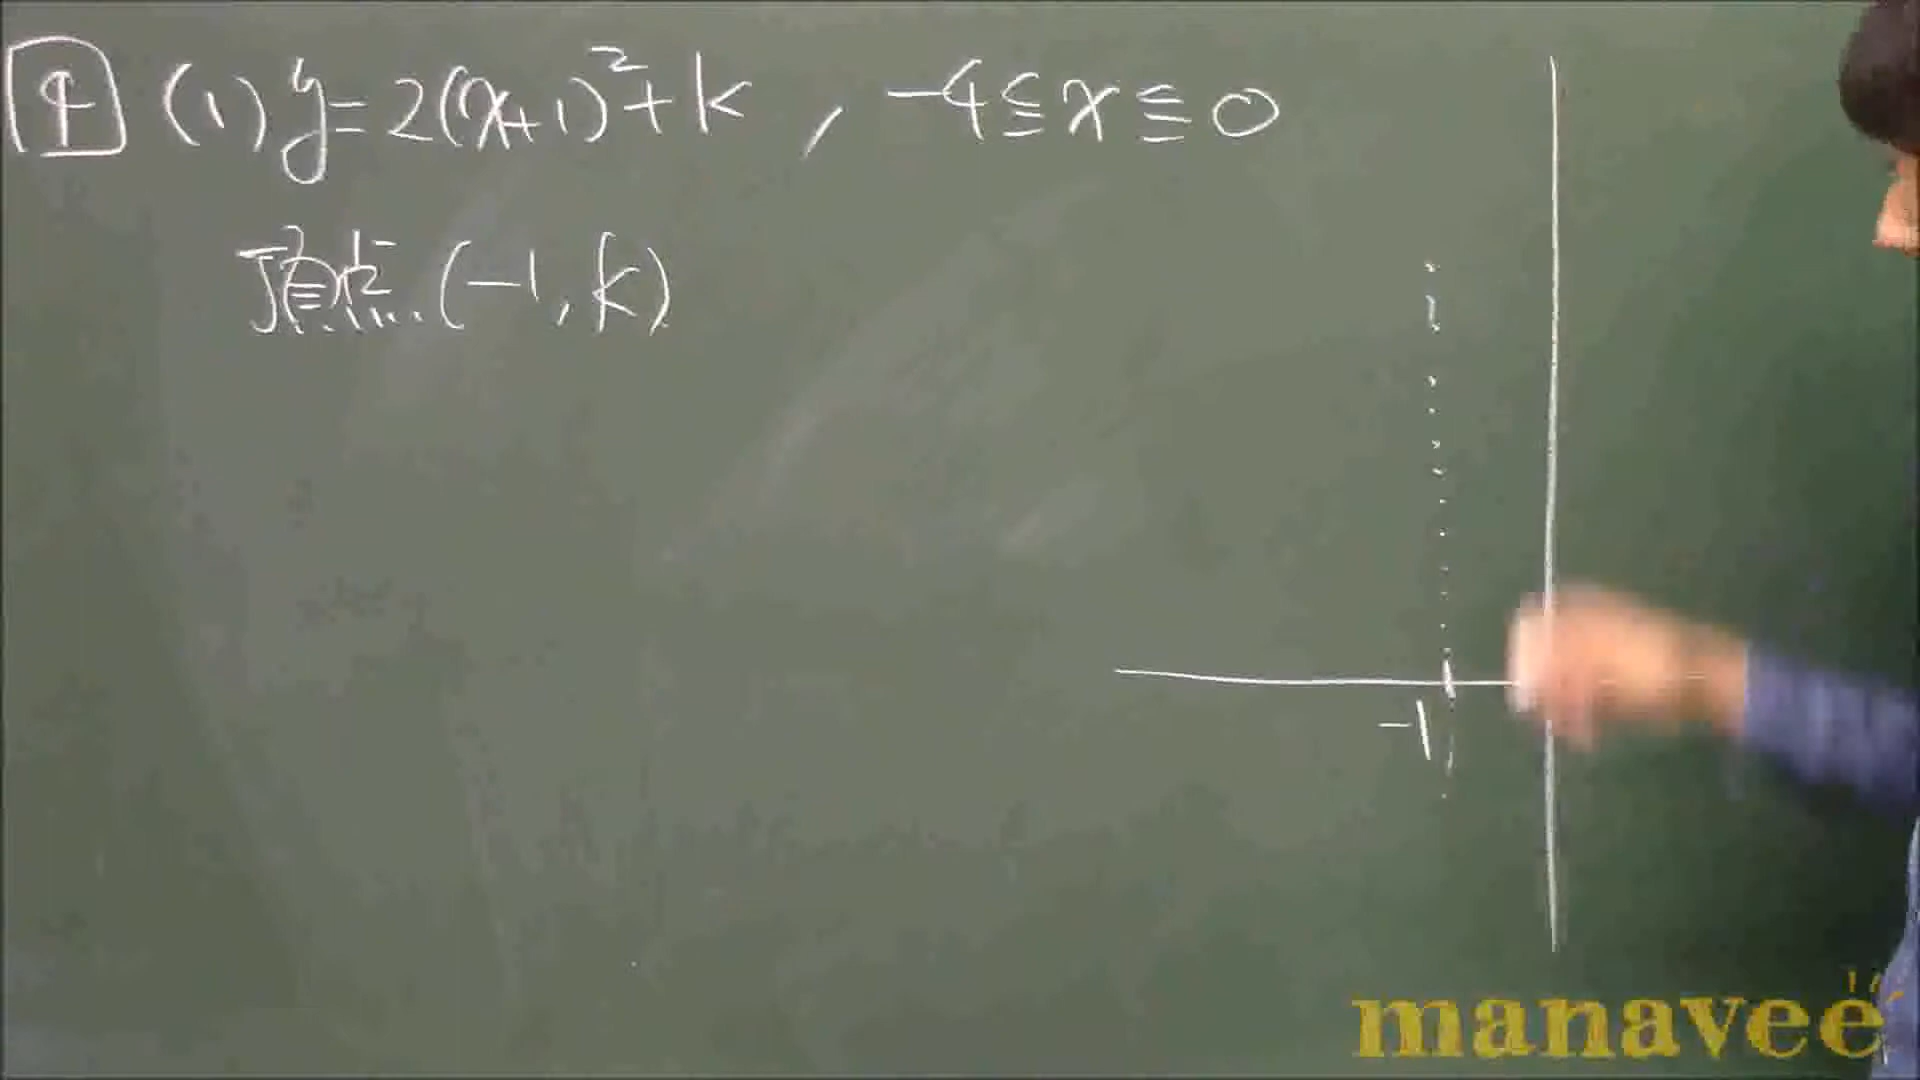 4 (1) y=2(x+1)²+k , -4≦x≦0
頂点 (-1, k)
-1
manavee